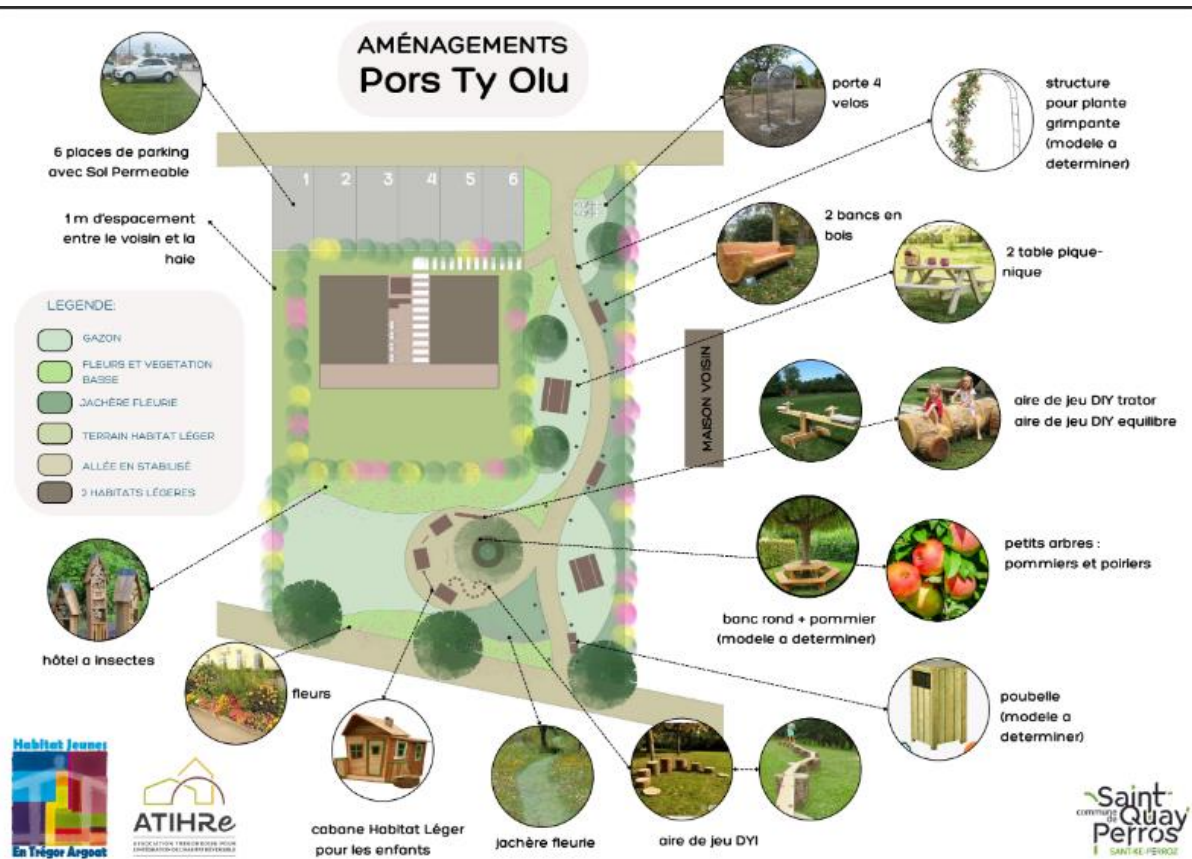 AMÉNAGEMENTS
Pors Ty Olu
6 places de parking
avec Sol Permeable
1 m d'espacement
entre le voisin et la
haie
LEGENDE:
GAZON
FLEURS ET VEGETATION
BASSE
JACHÈRE FLEURIE
TERRAIN HABITAT LÉGER
ALLÉE EN STABILISÉ
HABITATS LÉGERES
1 2 3 4 5 6
porte 4
velos
structure
pour plante
grimpante
(modele a
determiner)
2 bancs en
bois
2 table pique-
nique
MAISON VOISIN
aire de jeu DIY trator
aire de jeu DIY equilibre
banc rond + pommier
(modele a determiner)
petits arbres :
pommiers et poiriers
poubelle
(modele a
determiner)
hôtel a insectes
fleurs
cabane Habitat Léger
pour les enfants
jachère fleurie
aire de jeu DYI
Habitat Jeunes
En Trégor Argoat
ATIHRe
Saint
commune de Quay
Perros
SANT-KE-PERROZ